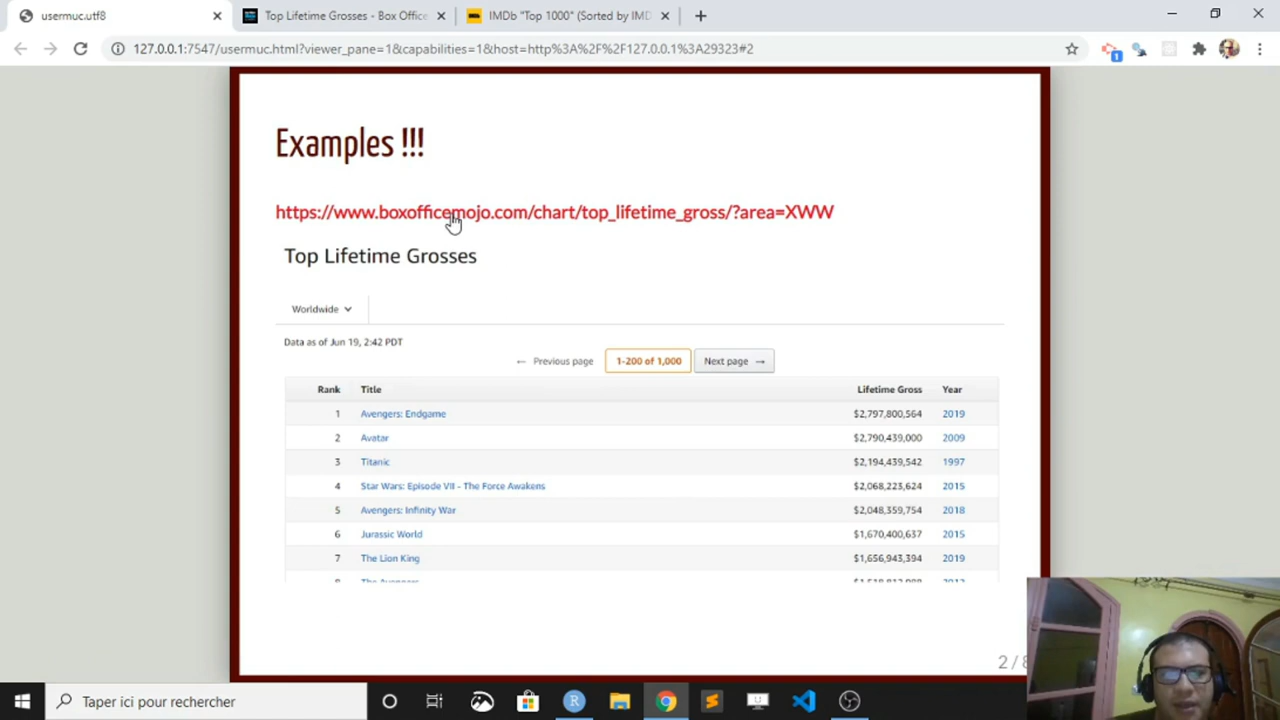 usermuc.utf8
Top Lifetime Grosses - Box Office
IMDb "Top 1000" (Sorted by IMD
127.0.0.1:7547/usermuc.html?viewer_pane=1&capabilities=1&host=http%3A%2F%2F127.0.0.1%3A29323#2
1
Examples !!!
https://www.boxofficemojo.com/chart/top_lifetime_gross/?area=XWW
Top Lifetime Grosses
Worldwide
Data as of Jun 19, 2:42 PDT
← Previous page 1-200 of 1,000 Next page →
Rank Title Lifetime Gross Year
1 Avengers: Endgame $2,797,800,564 2019
2 Avatar $2,790,439,000 2009
3 Titanic $2,194,439,542 1997
4 Star Wars: Episode VII - The Force Awakens $2,068,223,624 2015
5 Avengers: Infinity War $2,048,359,754 2018
6 Jurassic World $1,670,400,637 2015
7 The Lion King $1,656,943,394 2019
8 The Avengers
2 / 8
Taper ici pour rechercher
R